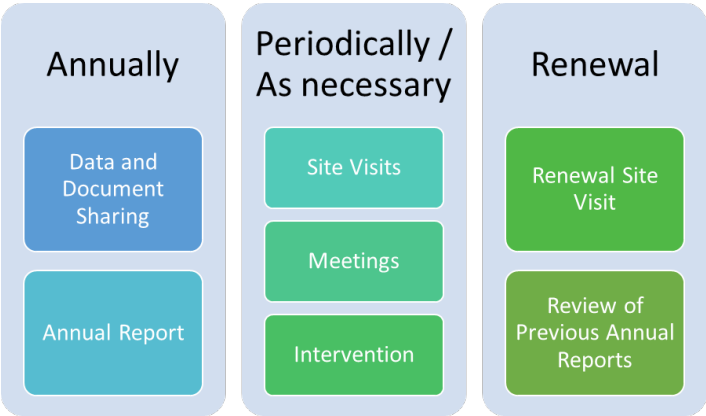 Annually
Data and
Document
Sharing
Annual Report
Periodically /
As necessary
Site Visits
Meetings
Intervention
Renewal
Renewal Site
Visit
Review of
Previous Annual
Reports